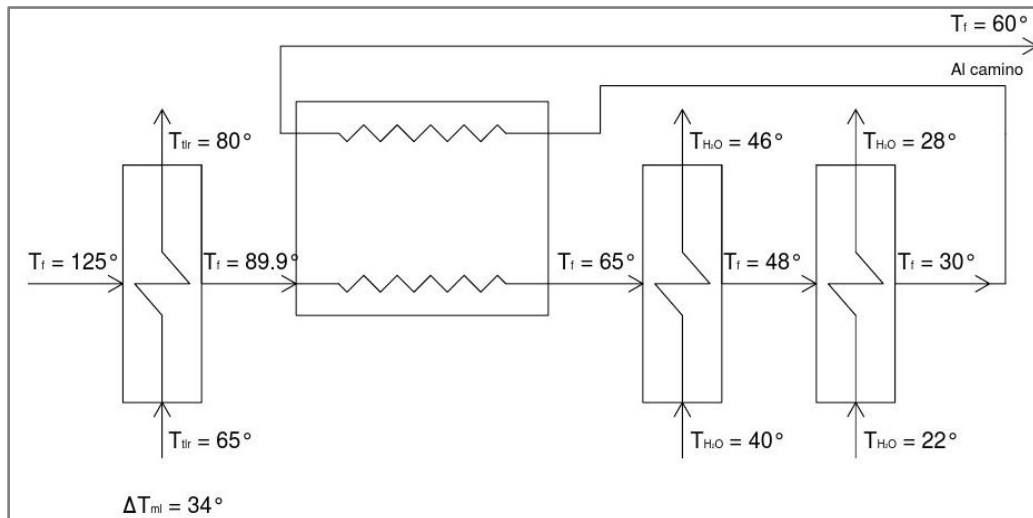 T_f = 60°
Al camino
T_tlr = 80°
T_H₂O = 46°
T_H₂O = 28°
T_f = 125°
T_f = 89.9°
T_f = 65°
T_f = 48°
T_f = 30°
T_tlr = 65°
T_H₂O = 40°
T_H₂O = 22°
ΔT_ml = 34°